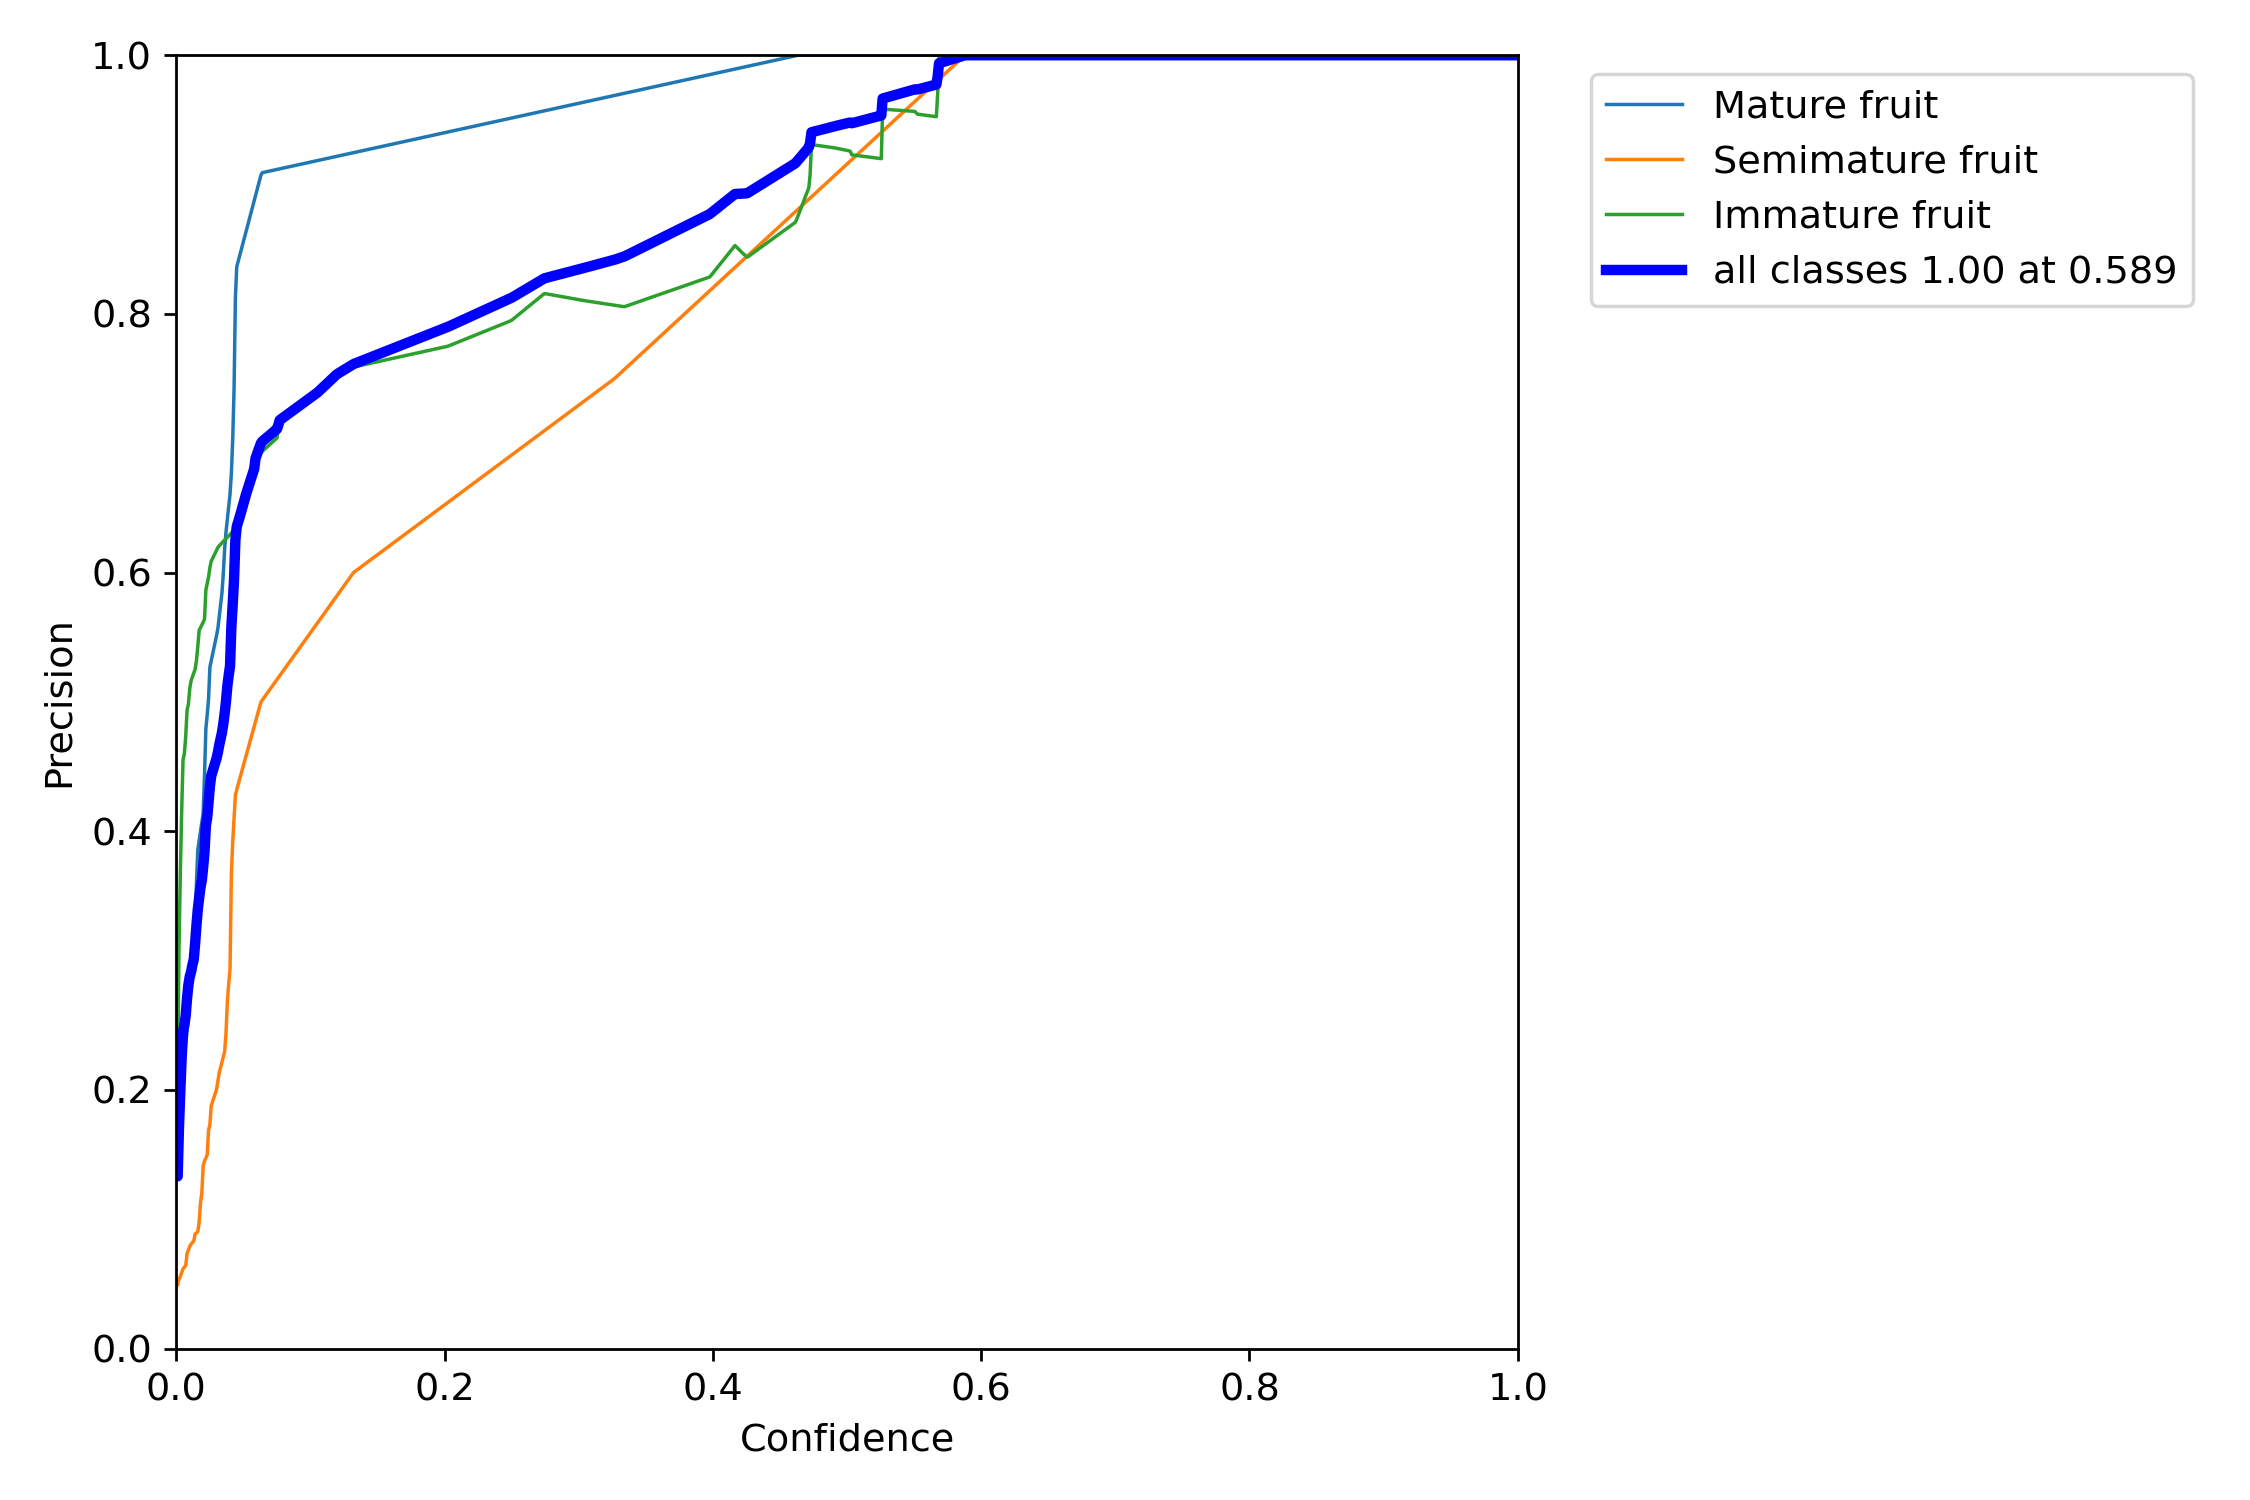 1.0
0.8
0.6
0.4
0.2
0.0
Precision
0.0 0.2 0.4 0.6 0.8 1.0
Confidence
Mature fruit
Semimature fruit
Immature fruit
all classes 1.00 at 0.589